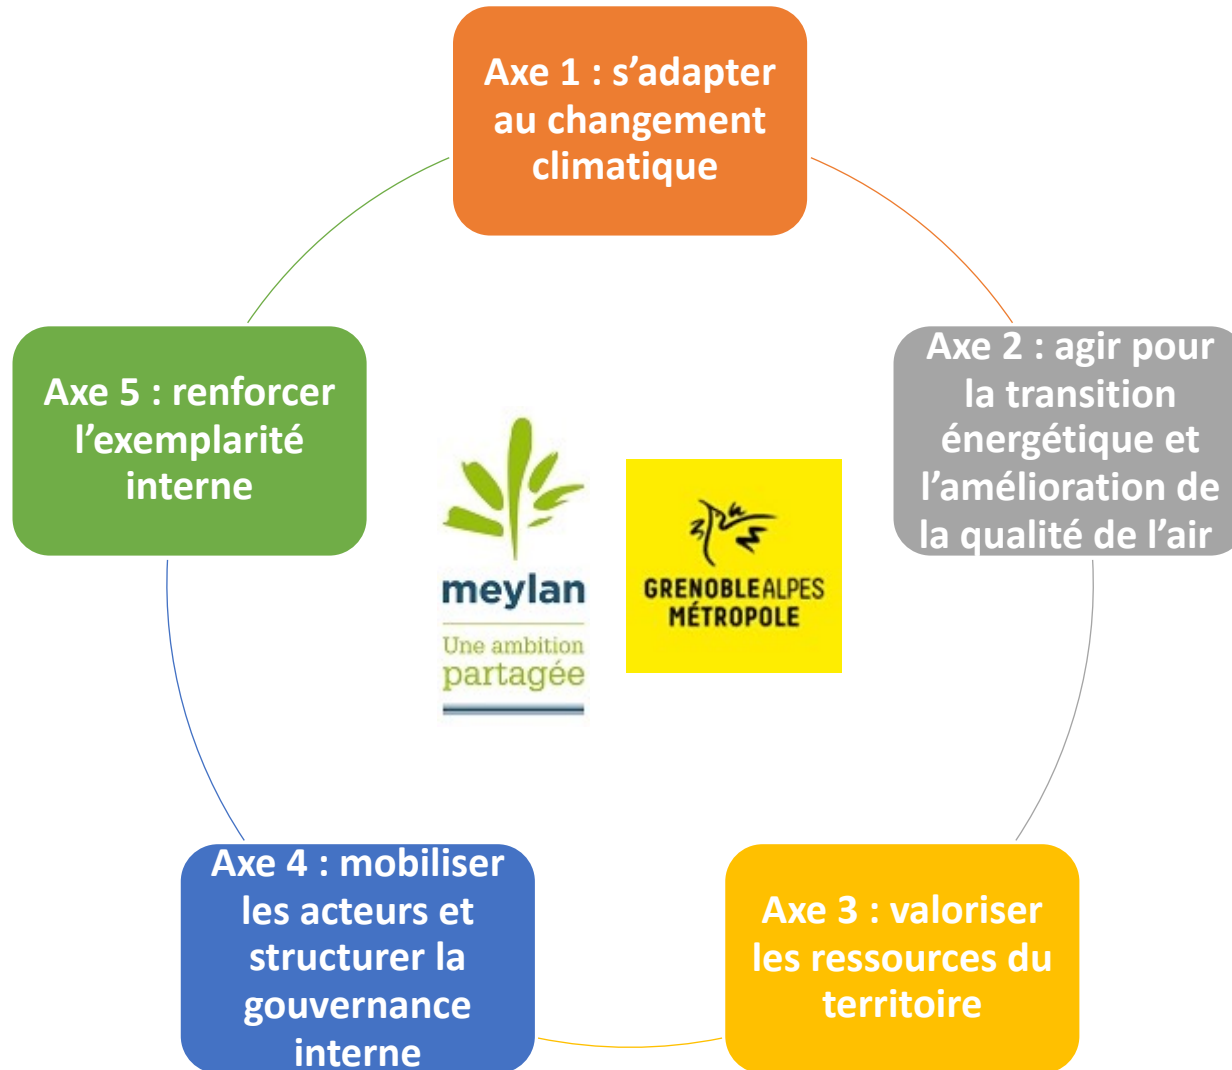 Axe 1 : s’adapter
au changement
climatique
Axe 2 : agir pour
la transition
énergétique et
l’amélioration de
la qualité de l’air
Axe 3 : valoriser
les ressources du
territoire
Axe 4 : mobiliser
les acteurs et
structurer la
gouvernance
interne
Axe 5 : renforcer
l’exemplarité
interne
meylan
Une ambition
partagée
GRENOBLEALPES
MÉTROPOLE